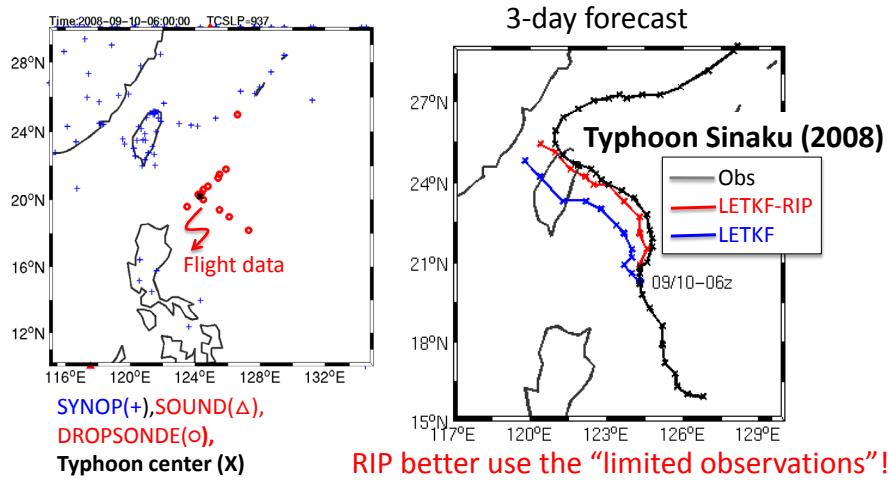 3-day forecast
Time:2008-09-10-06:00:00 TCSLP=937
28°N
24°N
20°N
16°N
12°N
116°E 120°E 124°E 128°E 132°E
Flight data
SYNOP(+),SOUND(△),
DROPSONDE(o),
Typhoon center (X)
27°N
24°N
21°N
18°N
15°N
117°E 120°E 123°E 126°E 129°E
Typhoon Sinaku (2008)
Obs
LETKF-RIP
LETKF
09/10-06z
RIP better use the “limited observations”!